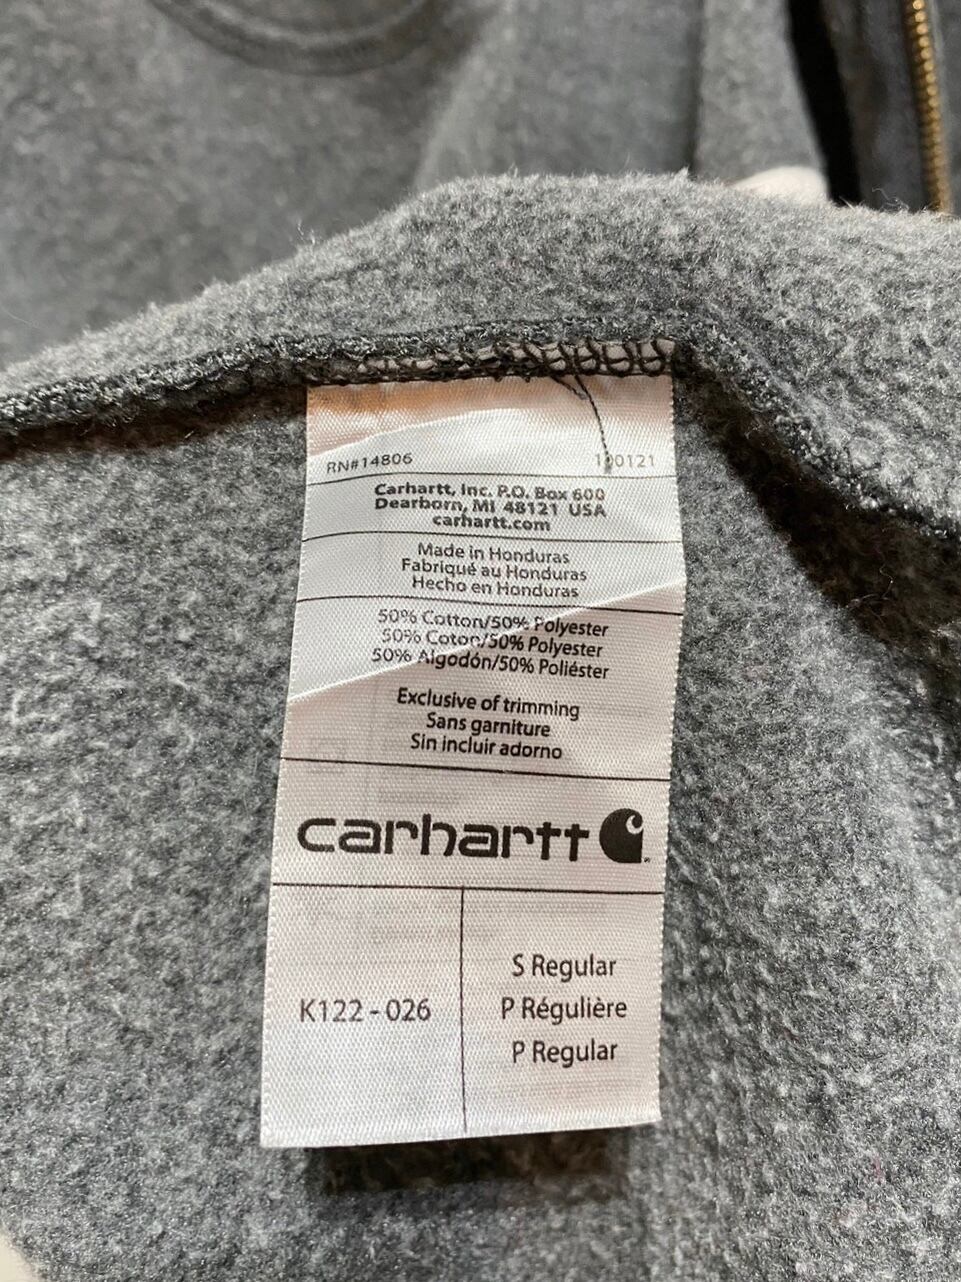 RN#14806 100121
Carhartt, Inc. P.O. Box 600
Dearborn, MI 48121 USA
carhartt.com
Made in Honduras
Fabriqué au Honduras
Hecho en Honduras
50% Cotton/50% Polyester
50% Coton/50% Polyester
50% Algodón/50% Poliéster
Exclusive of trimming
Sans garniture
Sin incluir adorno
carhartt
K122 - 026
S Regular
P Régulière
P Regular